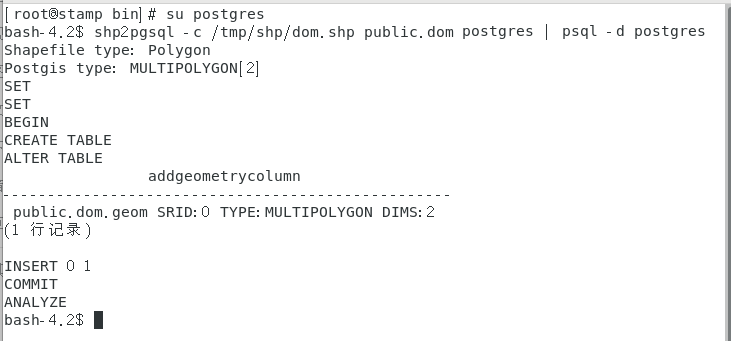 [root@stamp bin]# su postgres
bash-4.2$ shp2pgsql -c /tmp/shp/dom.shp public.dom postgres | psql -d postgres
Shapefile type: Polygon
Postgis type: MULTIPOLYGON[2]
SET
SET
BEGIN
CREATE TABLE
ALTER TABLE
addgeometrycolumn
--------------------------------------------------
public.dom.geom SRID:0 TYPE:MULTIPOLYGON DIMS:2
(1 行记录)
INSERT 0 1
COMMIT
ANALYZE
bash-4.2$